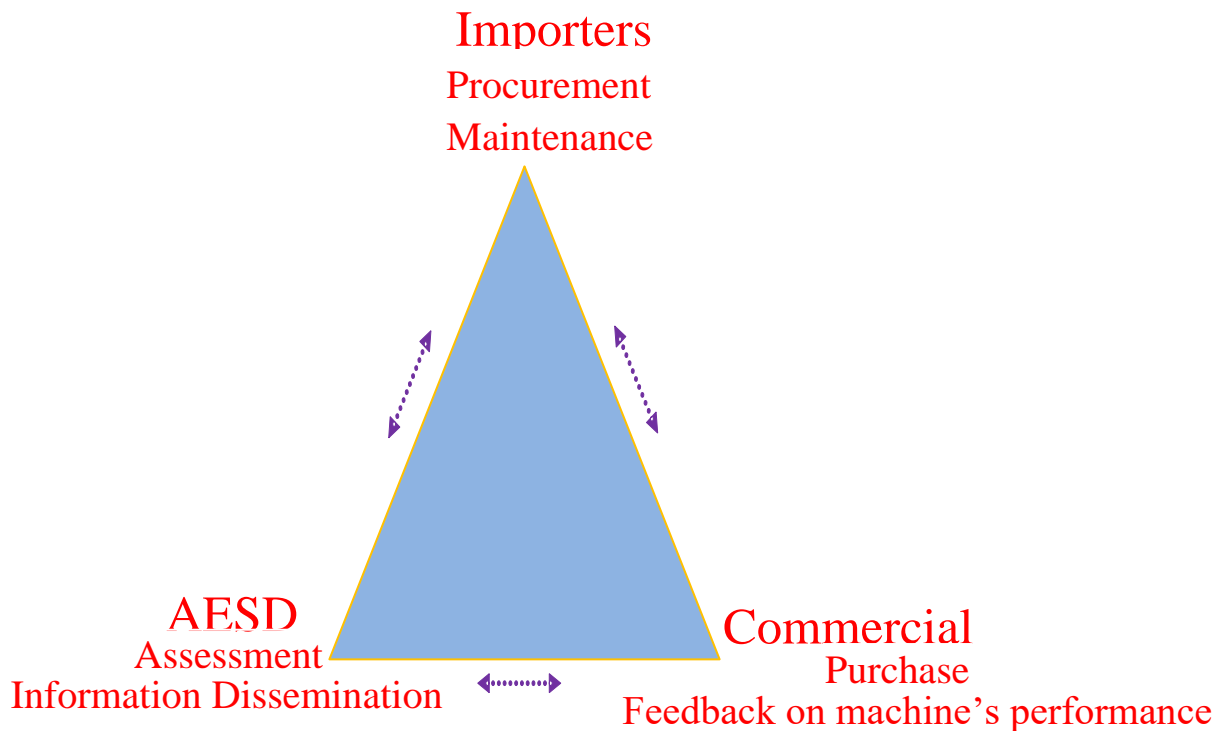 Importers
Procurement
Maintenance
AESD
Assessment
Information Dissemination
Commercial
Purchase
Feedback on machine’s performance